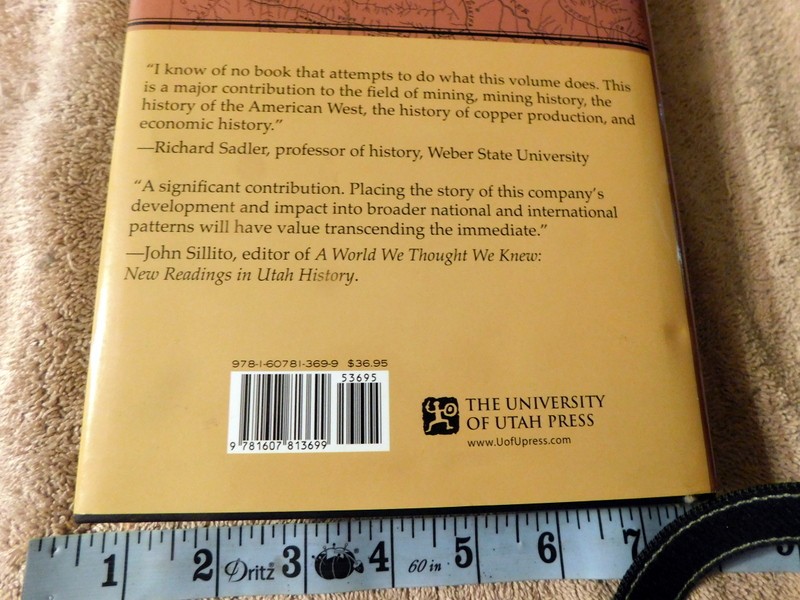 “I know of no book that attempts to do what this volume does. This
is a major contribution to the field of mining, mining history, the
history of the American West, the history of copper production, and
economic history.”
—Richard Sadler, professor of history, Weber State University
“A significant contribution. Placing the story of this company’s
development and impact into broader national and international
patterns will have value transcending the immediate.”
—John Sillito, editor of A World We Thought We Knew:
New Readings in Utah History.
978-1-60781-369-9 $36.95
53695
9 781607 813699
THE UNIVERSITY
OF UTAH PRESS
www.UofUpress.com
1 2 Dritz® 3 4 60 in 5 6 7